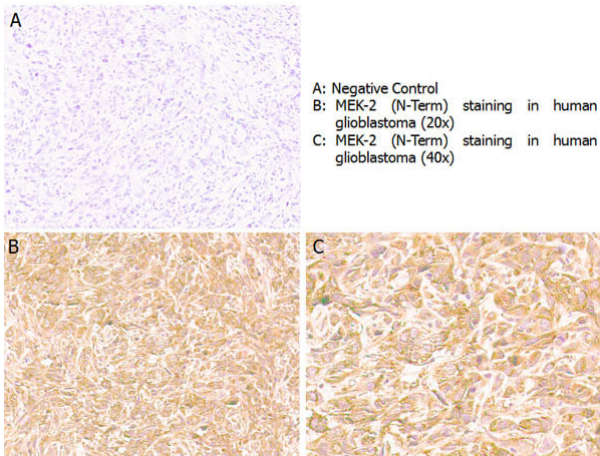 A
A: Negative Control
B: MEK-2 (N-Term) staining in human
glioblastoma (20x)
C: MEK-2 (N-Term) staining in human
glioblastoma (40x)
B
C